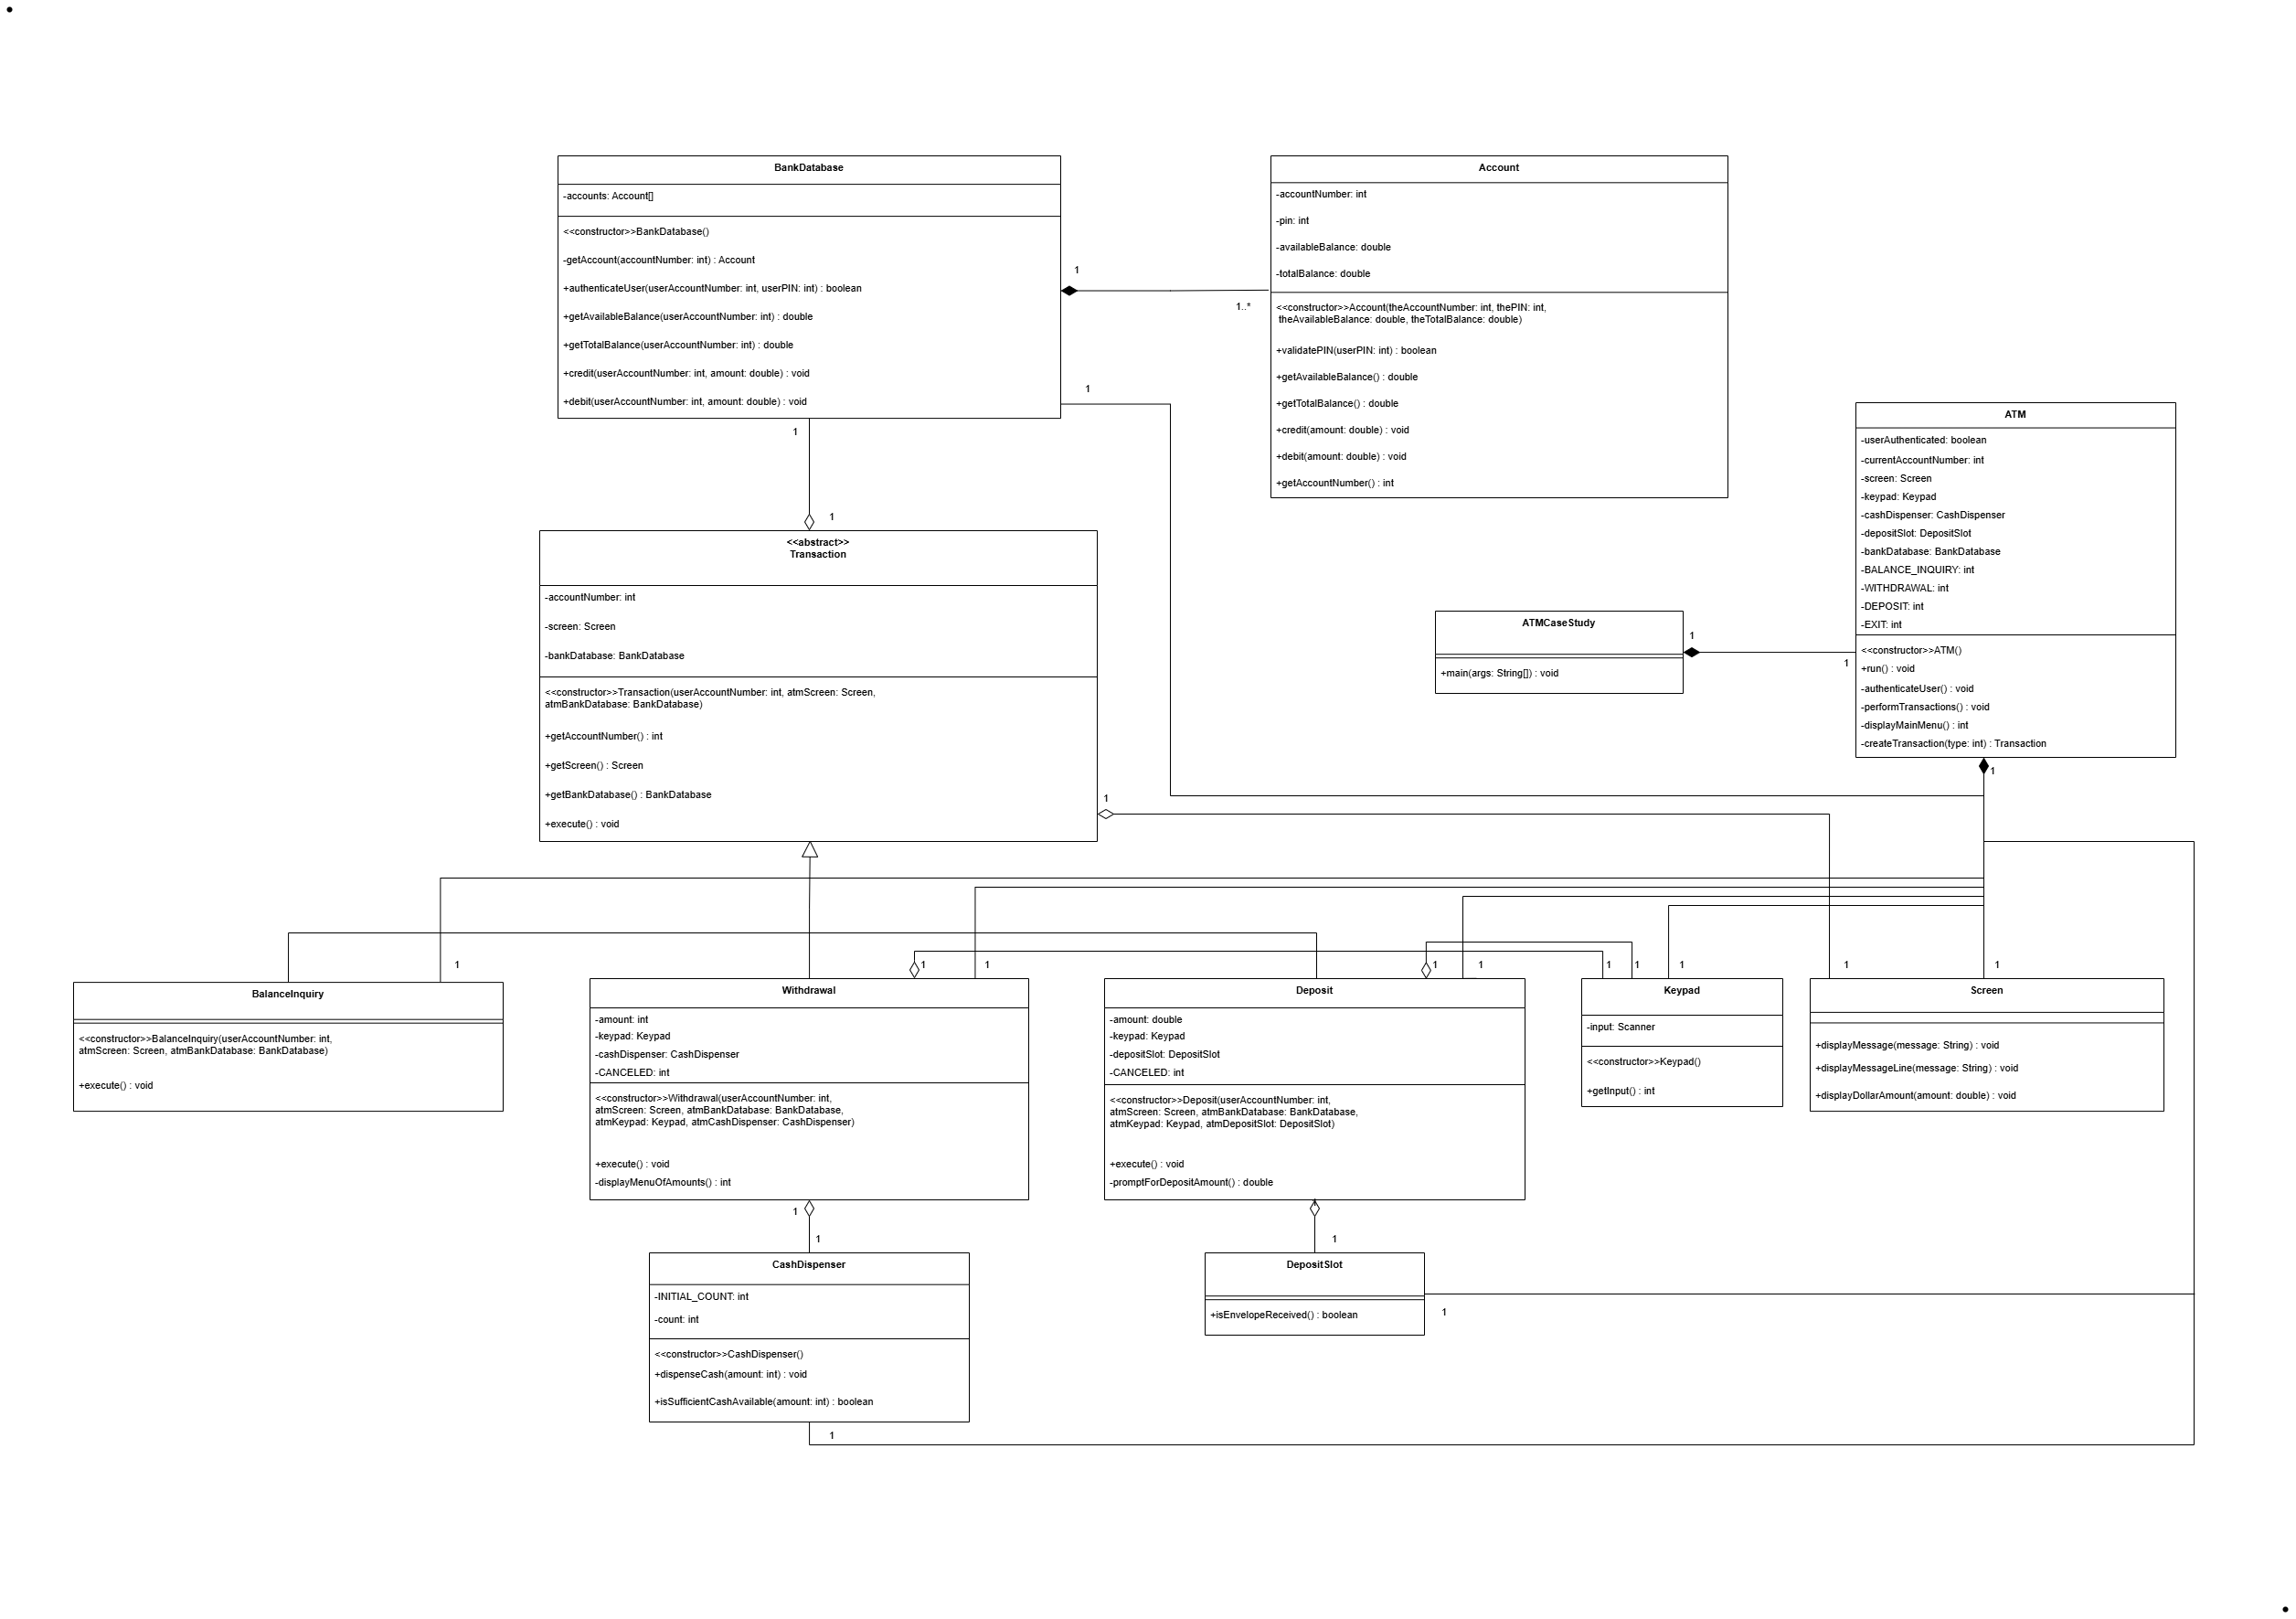 BankDatabase
-accounts: Account[]
<<constructor>>BankDatabase()
-getAccount(accountNumber: int) : Account
+authenticateUser(userAccountNumber: int, userPIN: int) : boolean
+getAvailableBalance(userAccountNumber: int) : double
+getTotalBalance(userAccountNumber: int) : double
+credit(userAccountNumber: int, amount: double) : void
+debit(userAccountNumber: int, amount: double) : void
1
1..*
1
1
1
Account
-accountNumber: int
-pin: int
-availableBalance: double
-totalBalance: double
<<constructor>>Account(theAccountNumber: int, thePIN: int,
theAvailableBalance: double, theTotalBalance: double)
+validatePIN(userPIN: int) : boolean
+getAvailableBalance() : double
+getTotalBalance() : double
+credit(amount: double) : void
+debit(amount: double) : void
+getAccountNumber() : int
ATM
-userAuthenticated: boolean
-currentAccountNumber: int
-screen: Screen
-keypad: Keypad
-cashDispenser: CashDispenser
-depositSlot: DepositSlot
-bankDatabase: BankDatabase
-BALANCE_INQUIRY: int
-WITHDRAWAL: int
-DEPOSIT: int
-EXIT: int
<<constructor>>ATM()
+run() : void
-authenticateUser() : void
-performTransactions() : void
-displayMainMenu() : int
-createTransaction(type: int) : Transaction
1
ATMCaseStudy
+main(args: String[]) : void
1
1
<<abstract>>
Transaction
-accountNumber: int
-screen: Screen
-bankDatabase: BankDatabase
<<constructor>>Transaction(userAccountNumber: int, atmScreen: Screen,
atmBankDatabase: BankDatabase)
+getAccountNumber() : int
+getScreen() : Screen
+getBankDatabase() : BankDatabase
+execute() : void
1
1
1
1
1
1
1
1
1
1
1
BalanceInquiry
<<constructor>>BalanceInquiry(userAccountNumber: int,
atmScreen: Screen, atmBankDatabase: BankDatabase)
+execute() : void
Withdrawal
-amount: int
-keypad: Keypad
-cashDispenser: CashDispenser
-CANCELED: int
<<constructor>>Withdrawal(userAccountNumber: int,
atmScreen: Screen, atmBankDatabase: BankDatabase,
atmKeypad: Keypad, atmCashDispenser: CashDispenser)
+execute() : void
-displayMenuOfAmounts() : int
Deposit
-amount: double
-keypad: Keypad
-depositSlot: DepositSlot
-CANCELED: int
<<constructor>>Deposit(userAccountNumber: int,
atmScreen: Screen, atmBankDatabase: BankDatabase,
atmKeypad: Keypad, atmDepositSlot: DepositSlot)
+execute() : void
-promptForDepositAmount() : double
Keypad
-input: Scanner
<<constructor>>Keypad()
+getInput() : int
Screen
+displayMessage(message: String) : void
+displayMessageLine(message: String) : void
+displayDollarAmount(amount: double) : void
1
1
1
CashDispenser
-INITIAL_COUNT: int
-count: int
<<constructor>>CashDispenser()
+dispenseCash(amount: int) : void
+isSufficientCashAvailable(amount: int) : boolean
1
DepositSlot
+isEnvelopeReceived() : boolean
1